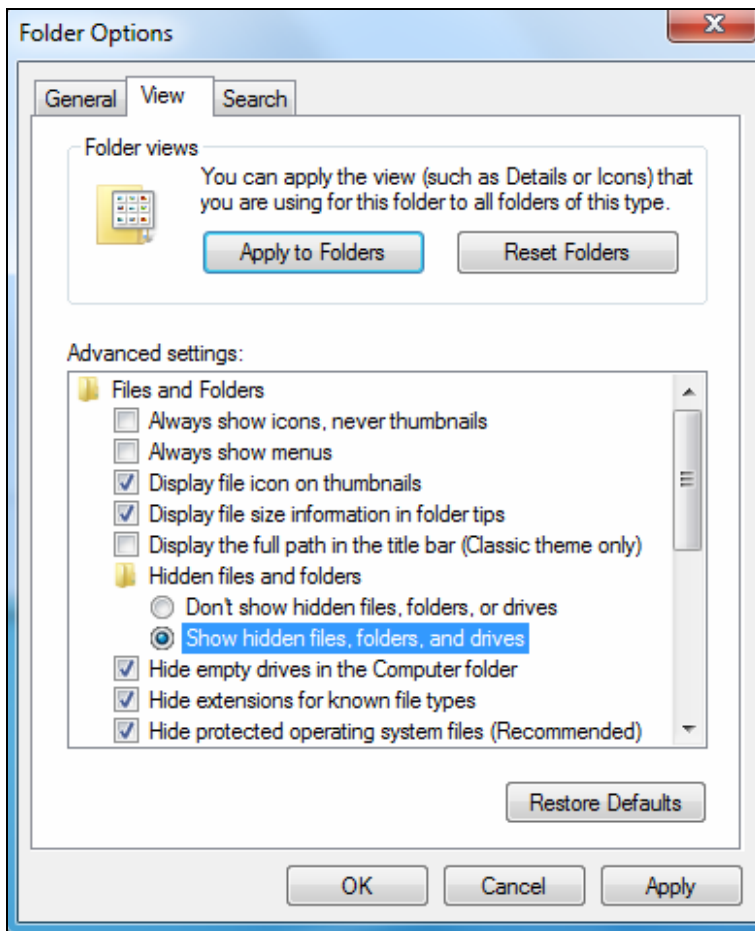 Folder Options
General View Search
Folder views
You can apply the view (such as Details or Icons) that
you are using for this folder to all folders of this type.
Apply to Folders Reset Folders
Advanced settings:
Files and Folders
Always show icons, never thumbnails
Always show menus
Display file icon on thumbnails
Display file size information in folder tips
Display the full path in the title bar (Classic theme only)
Hidden files and folders
Don't show hidden files, folders, or drives
Show hidden files, folders, and drives
Hide empty drives in the Computer folder
Hide extensions for known file types
Hide protected operating system files (Recommended)
Restore Defaults
OK Cancel Apply